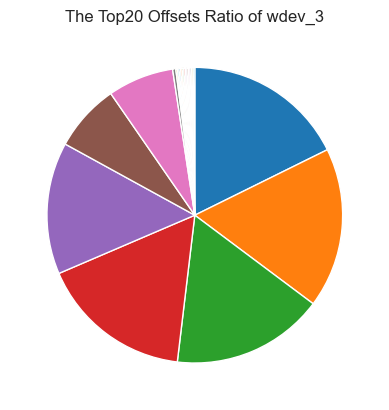 The Top20 Offsets Ratio of wdev_3